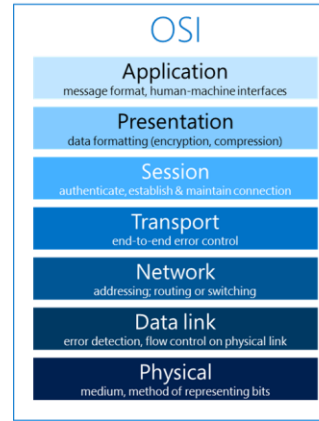 OSI
Application
message format, human-machine interfaces
Presentation
data formatting (encryption, compression)
Session
authenticate, establish & maintain connection
Transport
end-to-end error control
Network
addressing; routing or switching
Data link
error detection, flow control on physical link
Physical
medium, method of representing bits